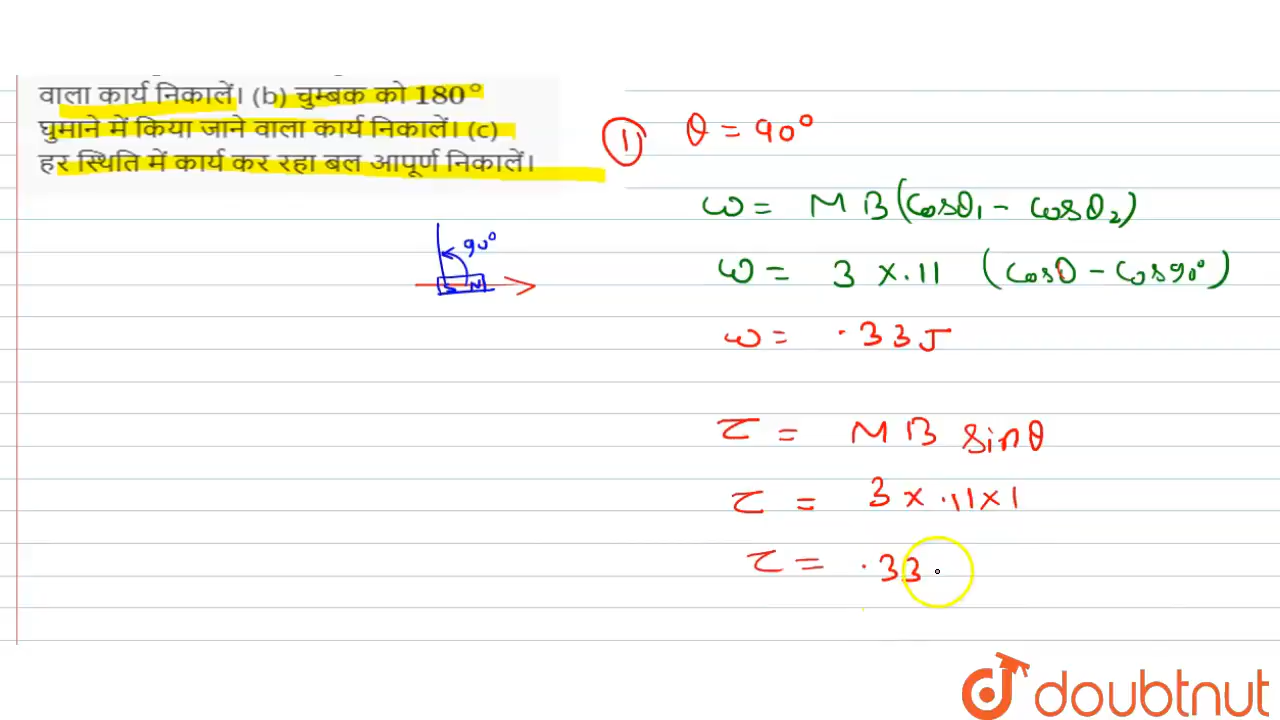 वाला कार्य निकालें। (b) चुम्बक को 180°
घुमाने में किया जाने वाला कार्य निकालें। (c)
हर स्थिति में कार्य कर रहा बल आपूर्ण निकालें।
1 θ = 90°
ω = MB(cosθ₁ - cosθ₂)
90°
S N
ω = 3 × .11 (cos0 - cos90°)
ω = .33 J
τ = MB sinθ
τ = 3 × .11 × 1
τ = .33
doubtnut